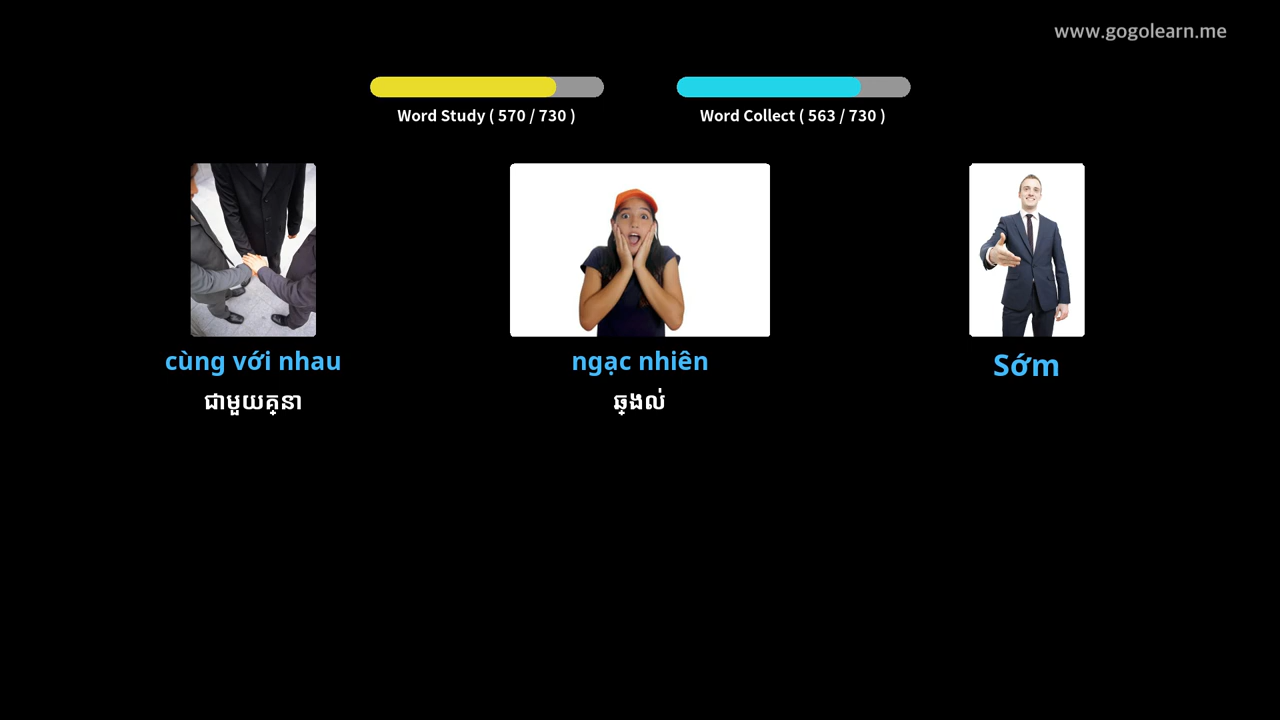 www.gogolearn.me
Word Study ( 570 / 730 )
Word Collect ( 563 / 730 )
cùng với nhau
ជាមួយគ្នា
ngạc nhiên
ឆ្ងល់
Sớm